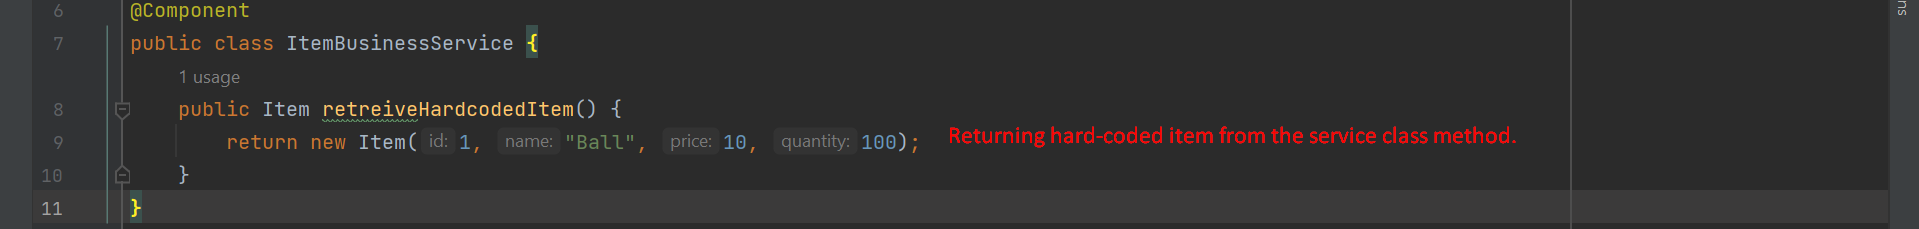 6 @Component
7 public class ItemBusinessService {
1 usage
8 public Item retreiveHardcodedItem() {
9 return new Item( id: 1, name: "Ball", price: 10, quantity: 100); Returning hard-coded item from the service class method.
10 }
11 }
ns